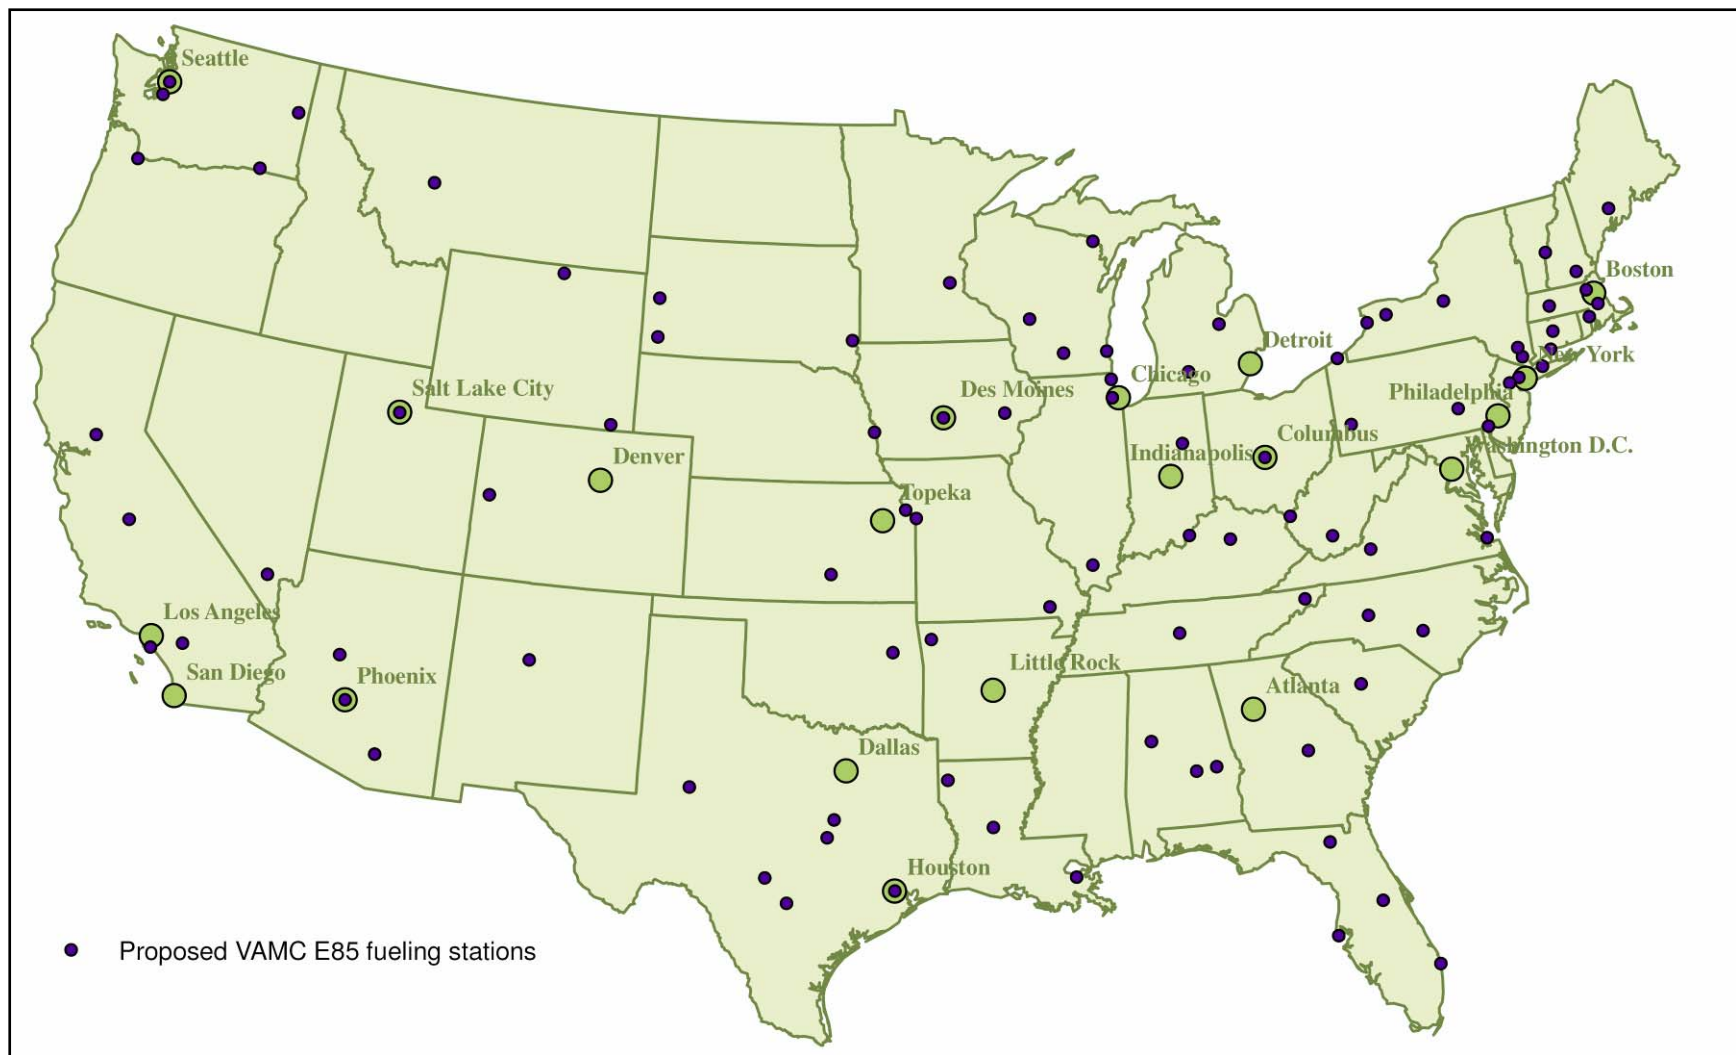 Seattle
Boston
Detroit
New York
Chicago
Salt Lake City
Des Moines
Philadelphia
Columbus
Washington D.C.
Denver
Indianapolis
Topeka
Los Angeles
San Diego
Phoenix
Little Rock
Atlanta
Dallas
Houston
Proposed VAMC E85 fueling stations